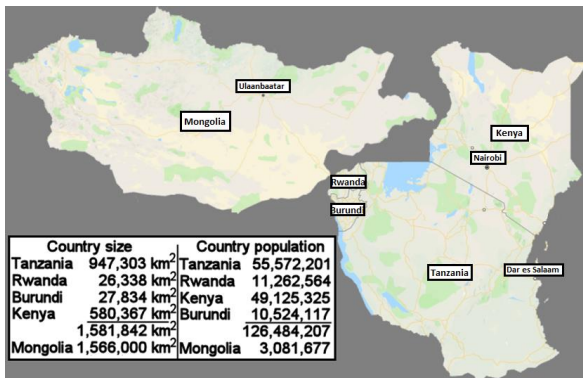 Ulaanbaatar
Mongolia
Kenya
Nairobi
Rwanda
Burundi
Tanzania
Dar es Salaam
Country size
Tanzania 947,303 km²
Rwanda 26,338 km²
Burundi 27,834 km²
Kenya 580,367 km²
1,581,842 km²
Mongolia 1,566,000 km²
Country population
Tanzania 55,572,201
Rwanda 11,262,564
Kenya 49,125,325
Burundi 10,524,117
126,484,207
Mongolia 3,081,677